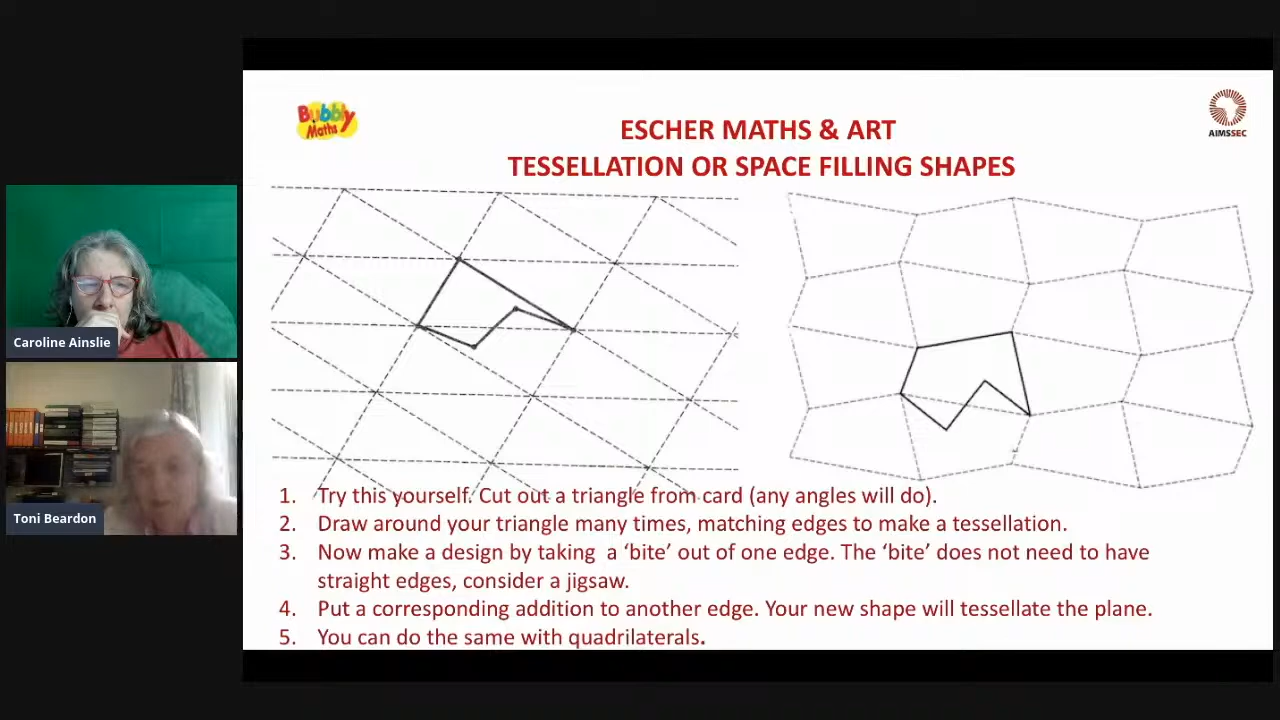 Bubbly
Maths
AIMSSEC
ESCHER MATHS & ART
TESSELLATION OR SPACE FILLING SHAPES
Caroline Ainslie
Toni Beardon
1. Try this yourself. Cut out a triangle from card (any angles will do).
2. Draw around your triangle many times, matching edges to make a tessellation.
3. Now make a design by taking a ‘bite’ out of one edge. The ‘bite’ does not need to have
straight edges, consider a jigsaw.
4. Put a corresponding addition to another edge. Your new shape will tessellate the plane.
5. You can do the same with quadrilaterals.